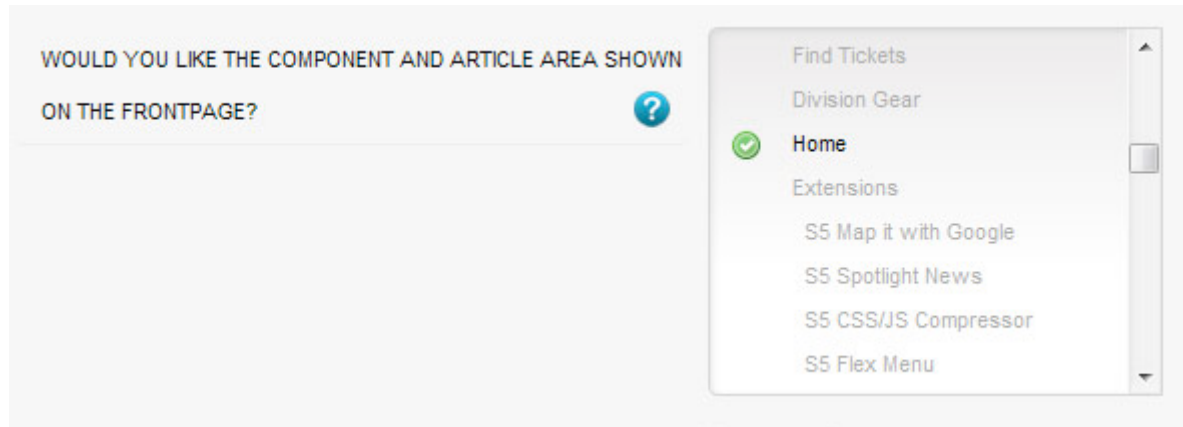 WOULD YOU LIKE THE COMPONENT AND ARTICLE AREA SHOWN
ON THE FRONTPAGE?
?
Find Tickets
Division Gear
Home
Extensions
S5 Map it with Google
S5 Spotlight News
S5 CSS/JS Compressor
S5 Flex Menu